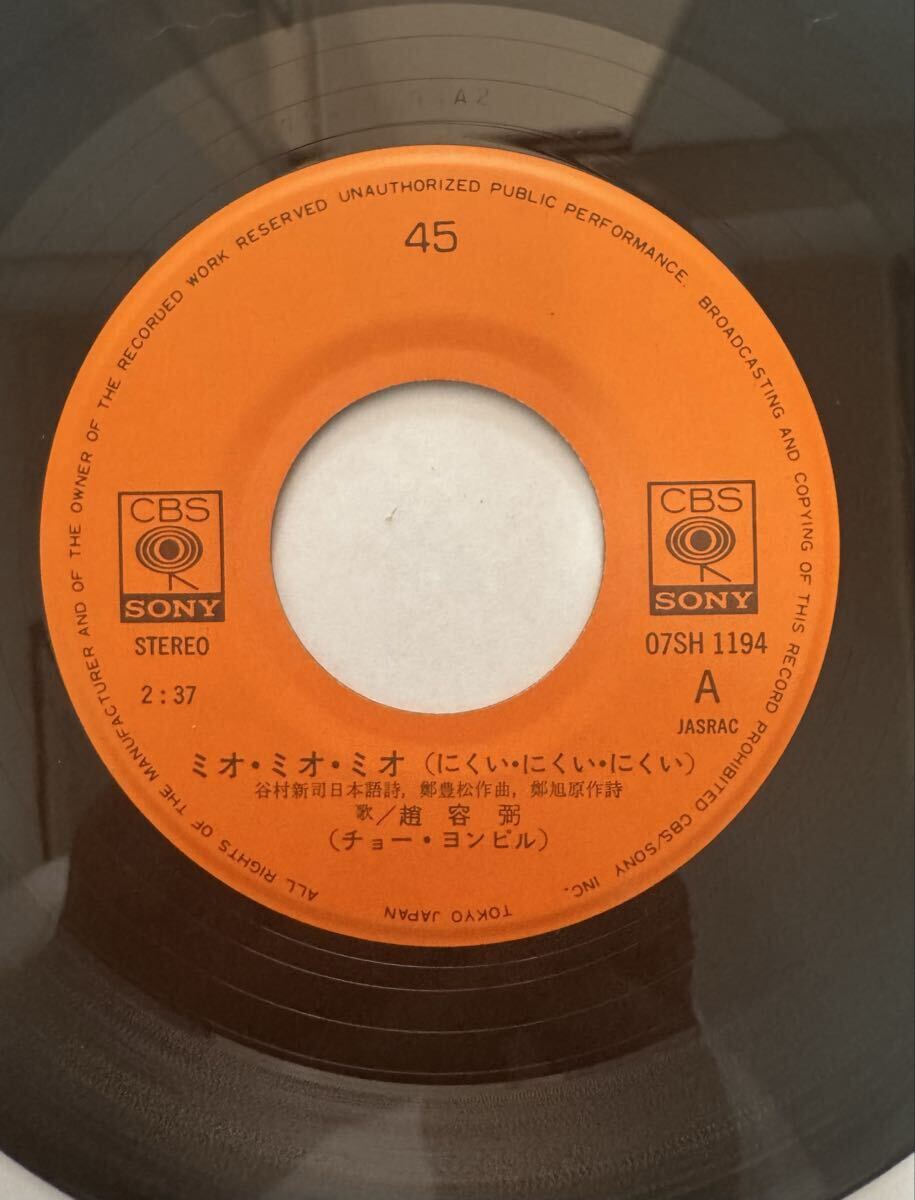 A2
ALL RIGHTS OF THE MANUFACTURER AND OF THE OWNER OF THE RECORDED WORK RESERVED UNAUTHORIZED PUBLIC PERFORMANCE. BROADCASTING AND COPYING OF THIS RECORD PROHIBITED CBS/SONY INC.
TOKYO JAPAN
45
CBS
SONY
STEREO
2:37
CBS
SONY
07SH 1194
A
JASRAC
ミオ・ミオ・ミオ (にくい・にくい・にくい)
谷村新司日本語詩, 鄭豊松作曲, 鄭旭原作詩
歌/趙 容 弼
(チョー・ヨンピル)